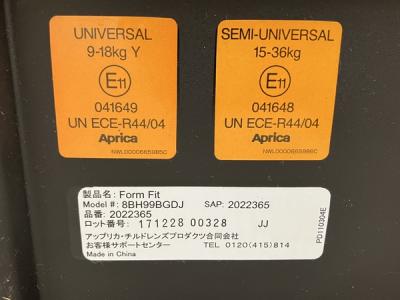 UNIVERSAL
9-18kg Y
E11
041649
UN ECE-R44/04
Aprica
NWL0000665985C
SEMI-UNIVERSAL
15-36kg
E11
041648
UN ECE-R44/04
Aprica
NWL0000665986C
製品名: Form Fit
Model #: 8BH99BGDJ SAP: 2022365
品番: 2022365
ロット番号: 171228 00328 JJ
アップリカ・チルドレンズプロダクツ合同会社
お客様サポートセンター TEL 0120(415)814
Made in China
PD110304E